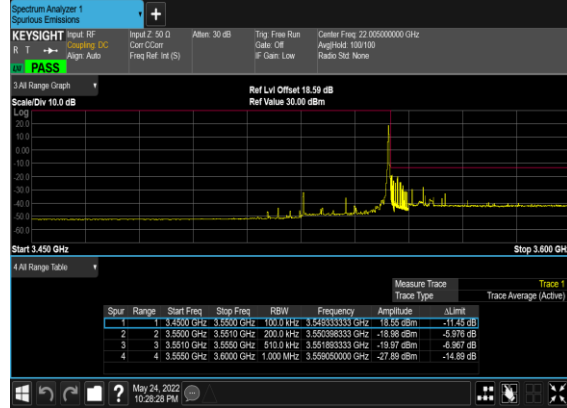 Spectrum Analyzer 1
Spurious Emissions
+
KEYSIGHT Input: RF Input Z: 50 Ω Atten: 30 dB Trig: Free Run Center Freq: 22.005000000 GHz
R T Coupling: DC Corr CCorr Gate: Off Avg|Hold: 100/100
Align: Auto Freq Ref: Int (S) IF Gain: Low Radio Std: None
PASS
3 All Range Graph
Ref Lvl Offset 18.59 dB
Scale/Div 10.0 dB Ref Value 30.00 dBm
Log
20.0
10.0
0.00
-10.0
-20.0
-30.0
-40.0
-50.0
-60.0
Start 3.450 GHz Stop 3.600 GHz
4 All Range Table
Measure Trace Trace 1
Trace Type Trace Average (Active)
Spur Range Start Freq Stop Freq RBW Frequency Amplitude ΔLimit
1 1 3.4500 GHz 3.5500 GHz 100.0 kHz 3.549333333 GHz 18.55 dBm -11.45 dB
2 2 3.5500 GHz 3.5510 GHz 200.0 kHz 3.550398333 GHz -18.98 dBm -5.976 dB
3 3 3.5510 GHz 3.5550 GHz 510.0 kHz 3.551893333 GHz -19.97 dBm -6.967 dB
4 4 3.5550 GHz 3.6000 GHz 1.000 MHz 3.559050000 GHz -27.89 dBm -14.89 dB
? May 24, 2022
10:28:28 PM